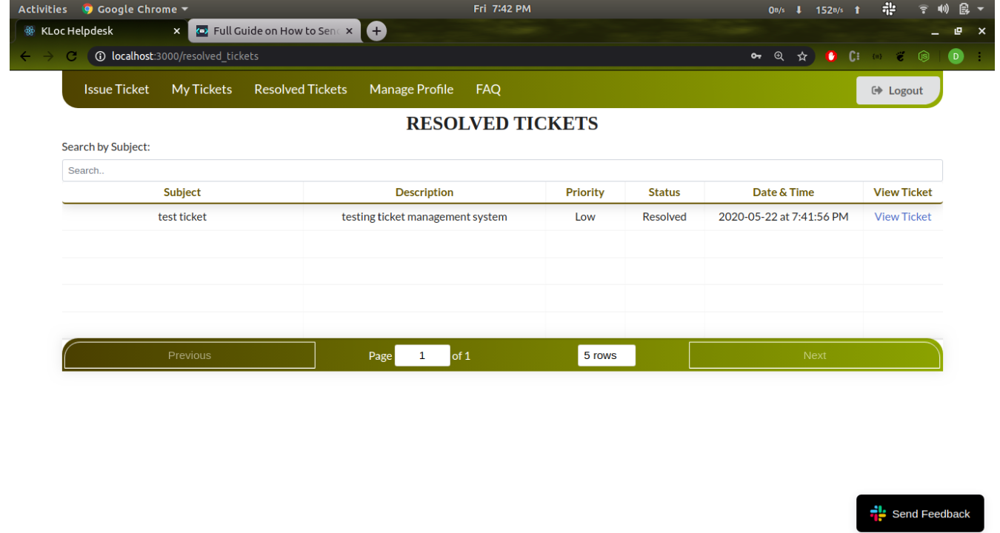 Activities Google Chrome Fri 7:42 PM 0B/s 152B/s
KLoc Helpdesk Full Guide on How to Sen
localhost:3000/resolved_tickets D
Issue Ticket My Tickets Resolved Tickets Manage Profile FAQ Logout
RESOLVED TICKETS
Search by Subject:
Search..
Subject Description Priority Status Date & Time View Ticket
test ticket testing ticket management system Low Resolved 2020-05-22 at 7:41:56 PM View Ticket
Previous Page 1 of 1 5 rows Next
Send Feedback